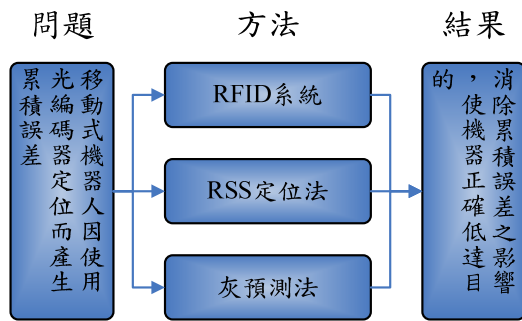 問題
方法
結果
移動式機器人因使用
光編碼器定位而產生
累積誤差
RFID系統
RSS定位法
灰預測法
消除累積誤差之影響
，使機器正確低達目
的